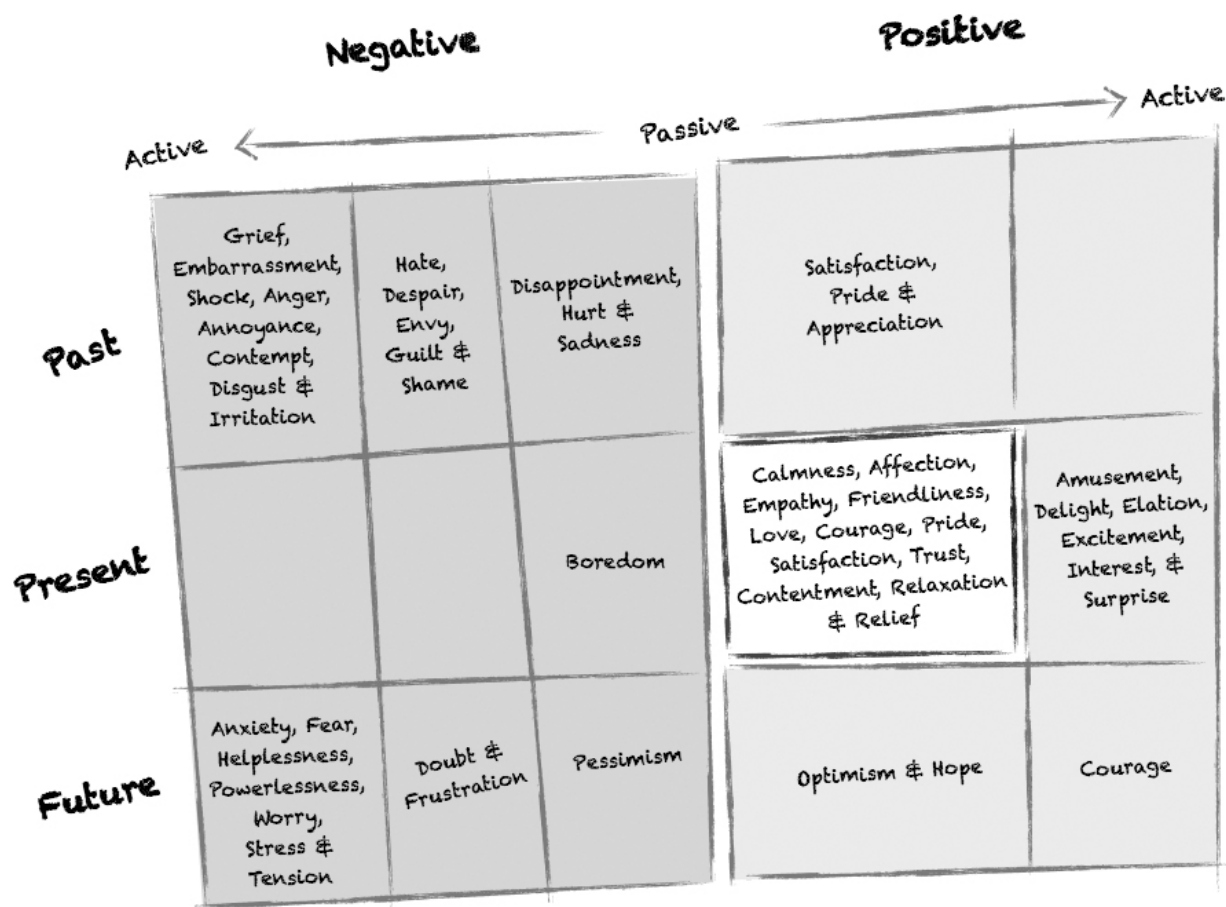 Negative
Positive
Active
Passive
Active
Past
Grief,
Embarrassment,
Shock, Anger,
Annoyance,
Contempt,
Disgust &
Irritation
Hate,
Despair,
Envy,
Guilt &
Shame
Disappointment,
Hurt &
Sadness
Satisfaction,
Pride &
Appreciation
Present
Boredom
Calmness, Affection,
Empathy, Friendliness,
Love, Courage, Pride,
Satisfaction, Trust,
Contentment, Relaxation
& Relief
Amusement,
Delight, Elation,
Excitement,
Interest, &
Surprise
Future
Anxiety, Fear,
Helplessness,
Powerlessness,
Worry,
Stress &
Tension
Doubt &
Frustration
Pessimism
Optimism & Hope
Courage